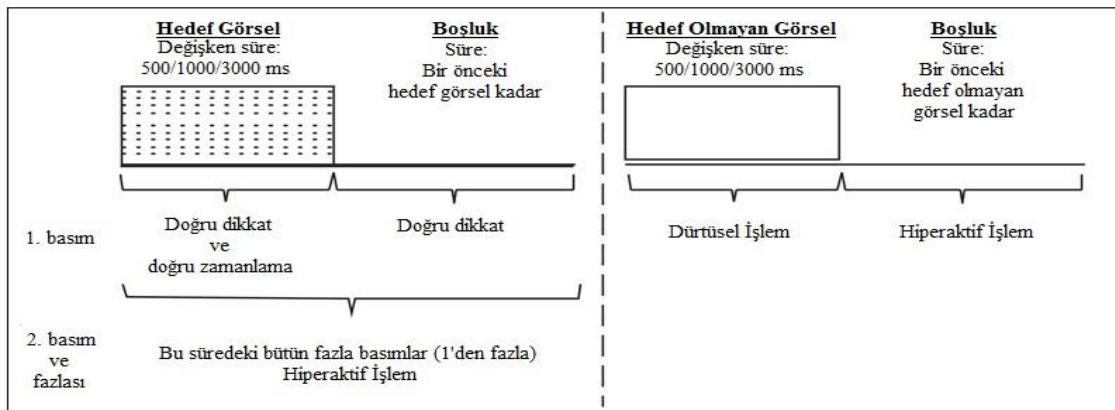 Hedef Görsel
Değişken süre:
500/1000/3000 ms
Boşluk
Süre:
Bir önceki
hedef görsel kadar
Hedef Olmayan Görsel
Değişken süre:
500/1000/3000 ms
Boşluk
Süre:
Bir önceki
hedef olmayan
görsel kadar
1. basım
Doğru dikkat
ve
doğru zamanlama
Doğru dikkat
Dürtüsel İşlem
Hiperaktif İşlem
2. basım
ve
fazlası
Bu süredeki bütün fazla basımlar (1'den fazla)
Hiperaktif İşlem